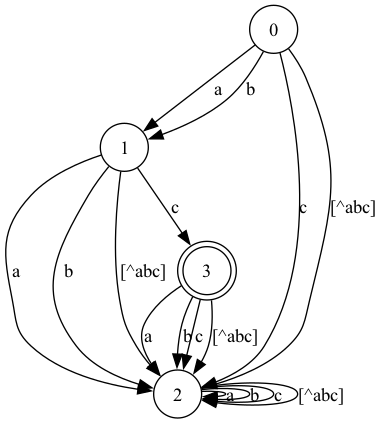 0
a b
1
c
c [^abc]
a b [^abc]
3
a b c [^abc]
2 a b c [^abc]